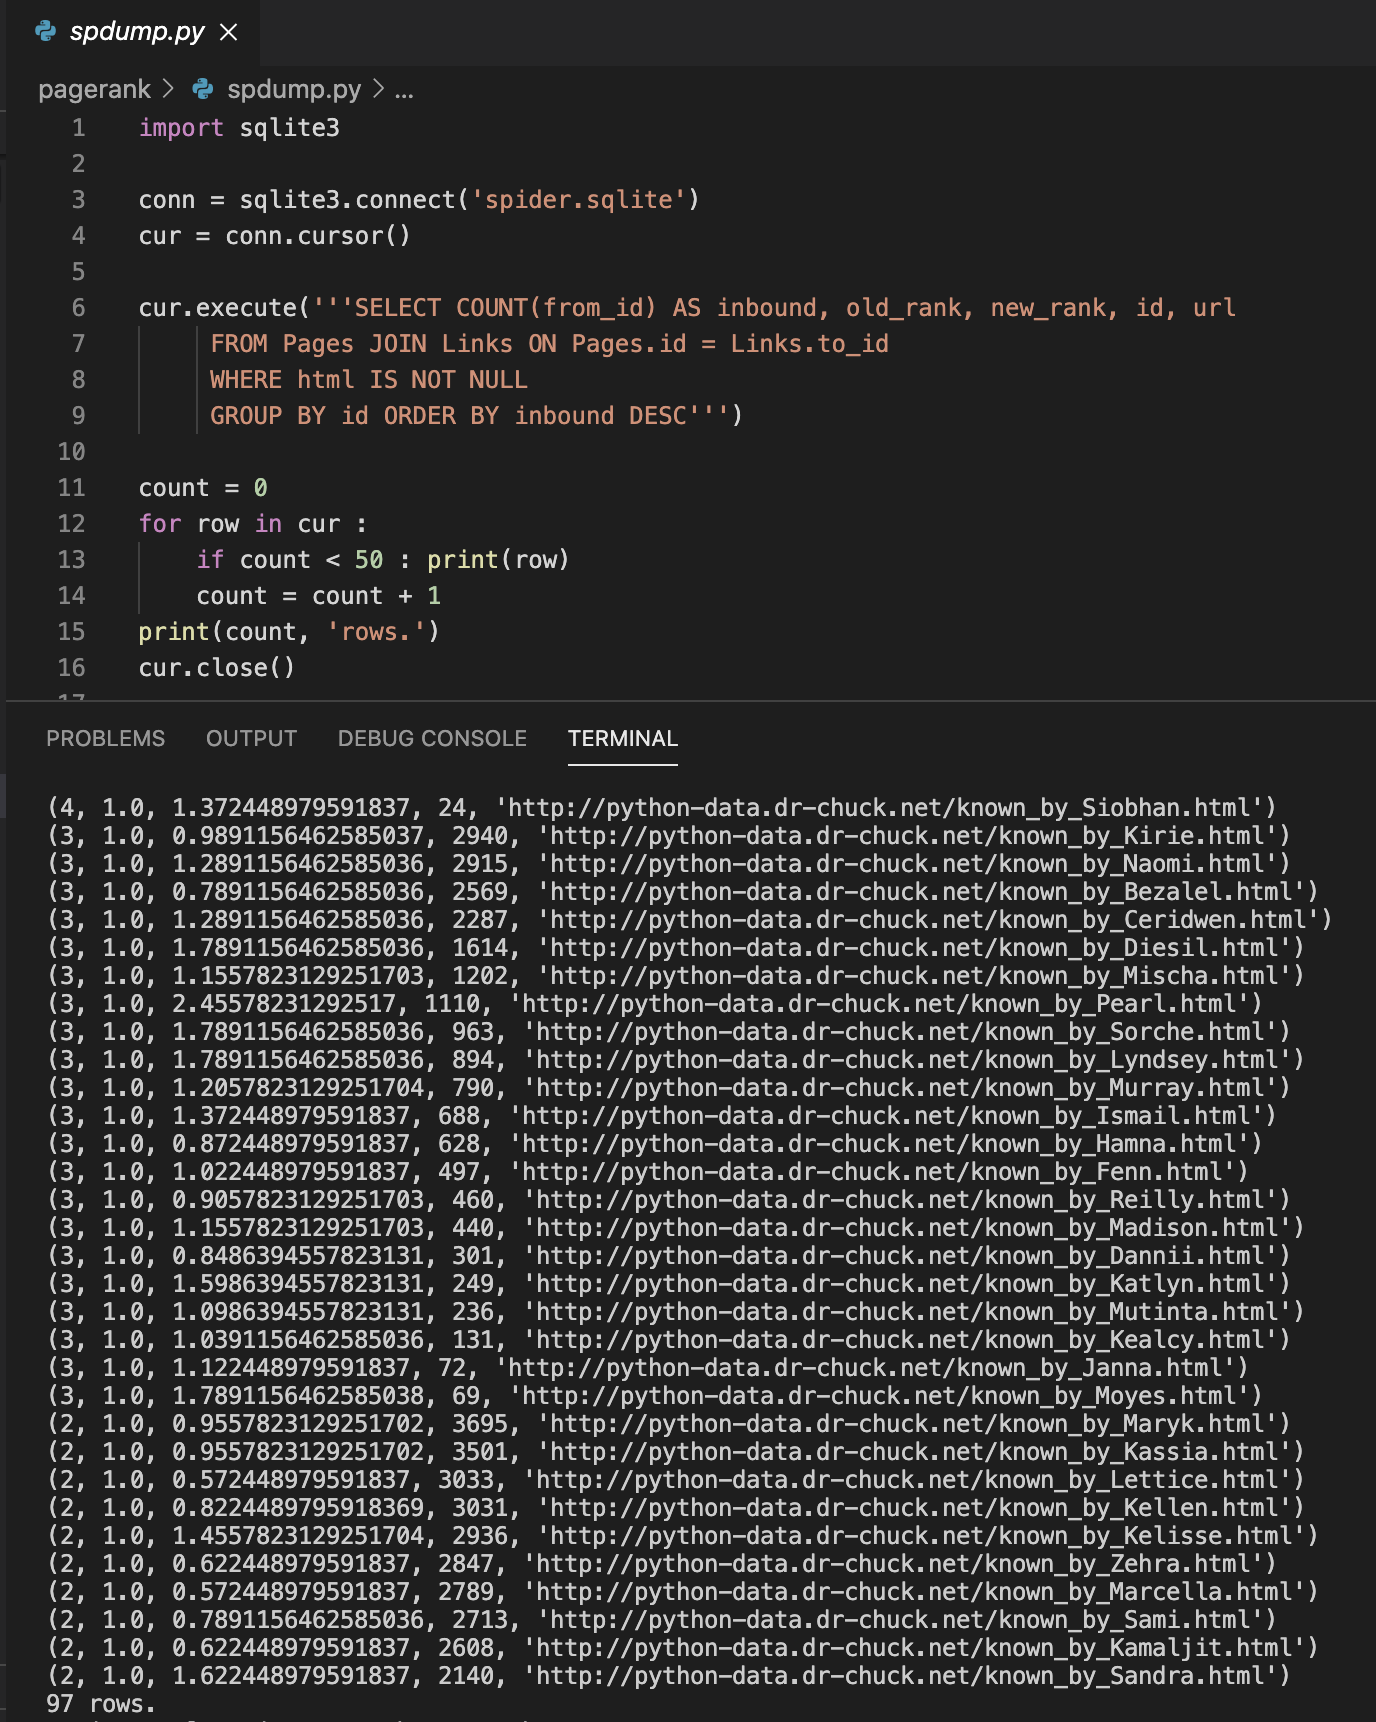 spdump.py
pagerank > spdump.py > ...
1 import sqlite3
2
3 conn = sqlite3.connect('spider.sqlite')
4 cur = conn.cursor()
5
6 cur.execute('''SELECT COUNT(from_id) AS inbound, old_rank, new_rank, id, url
7 FROM Pages JOIN Links ON Pages.id = Links.to_id
8 WHERE html IS NOT NULL
9 GROUP BY id ORDER BY inbound DESC''')
10
11 count = 0
12 for row in cur :
13 if count < 50 : print(row)
14 count = count + 1
15 print(count, 'rows.')
16 cur.close()
17
PROBLEMS OUTPUT DEBUG CONSOLE TERMINAL
(4, 1.0, 1.372448979591837, 24, 'http://python-data.dr-chuck.net/known_by_Siobhan.html')
(3, 1.0, 0.9891156462585037, 2940, 'http://python-data.dr-chuck.net/known_by_Kirie.html')
(3, 1.0, 1.2891156462585036, 2915, 'http://python-data.dr-chuck.net/known_by_Naomi.html')
(3, 1.0, 0.7891156462585036, 2569, 'http://python-data.dr-chuck.net/known_by_Bezalel.html')
(3, 1.0, 1.2891156462585036, 2287, 'http://python-data.dr-chuck.net/known_by_Ceridwen.html')
(3, 1.0, 1.7891156462585036, 1614, 'http://python-data.dr-chuck.net/known_by_Diesil.html')
(3, 1.0, 1.1557823129251703, 1202, 'http://python-data.dr-chuck.net/known_by_Mischa.html')
(3, 1.0, 2.45578231292517, 1110, 'http://python-data.dr-chuck.net/known_by_Pearl.html')
(3, 1.0, 1.7891156462585036, 963, 'http://python-data.dr-chuck.net/known_by_Sorche.html')
(3, 1.0, 1.7891156462585036, 894, 'http://python-data.dr-chuck.net/known_by_Lyndsey.html')
(3, 1.0, 1.2057823129251704, 790, 'http://python-data.dr-chuck.net/known_by_Murray.html')
(3, 1.0, 1.372448979591837, 688, 'http://python-data.dr-chuck.net/known_by_Ismail.html')
(3, 1.0, 0.872448979591837, 628, 'http://python-data.dr-chuck.net/known_by_Hamna.html')
(3, 1.0, 1.022448979591837, 497, 'http://python-data.dr-chuck.net/known_by_Fenn.html')
(3, 1.0, 0.9057823129251703, 460, 'http://python-data.dr-chuck.net/known_by_Reilly.html')
(3, 1.0, 1.1557823129251703, 440, 'http://python-data.dr-chuck.net/known_by_Madison.html')
(3, 1.0, 0.8486394557823131, 301, 'http://python-data.dr-chuck.net/known_by_Dannii.html')
(3, 1.0, 1.5986394557823131, 249, 'http://python-data.dr-chuck.net/known_by_Katlyn.html')
(3, 1.0, 1.0986394557823131, 236, 'http://python-data.dr-chuck.net/known_by_Mutinta.html')
(3, 1.0, 1.0391156462585036, 131, 'http://python-data.dr-chuck.net/known_by_Kealcy.html')
(3, 1.0, 1.122448979591837, 72, 'http://python-data.dr-chuck.net/known_by_Janna.html')
(3, 1.0, 1.7891156462585038, 69, 'http://python-data.dr-chuck.net/known_by_Moyes.html')
(2, 1.0, 0.9557823129251702, 3695, 'http://python-data.dr-chuck.net/known_by_Maryk.html')
(2, 1.0, 0.9557823129251702, 3501, 'http://python-data.dr-chuck.net/known_by_Kassia.html')
(2, 1.0, 0.572448979591837, 3033, 'http://python-data.dr-chuck.net/known_by_Lettice.html')
(2, 1.0, 0.8224489795918369, 3031, 'http://python-data.dr-chuck.net/known_by_Kellen.html')
(2, 1.0, 1.4557823129251704, 2936, 'http://python-data.dr-chuck.net/known_by_Kelisse.html')
(2, 1.0, 0.622448979591837, 2847, 'http://python-data.dr-chuck.net/known_by_Zehra.html')
(2, 1.0, 0.572448979591837, 2789, 'http://python-data.dr-chuck.net/known_by_Marcella.html')
(2, 1.0, 0.7891156462585036, 2713, 'http://python-data.dr-chuck.net/known_by_Sami.html')
(2, 1.0, 0.622448979591837, 2608, 'http://python-data.dr-chuck.net/known_by_Kamaljit.html')
(2, 1.0, 1.622448979591837, 2140, 'http://python-data.dr-chuck.net/known_by_Sandra.html')
97 rows.